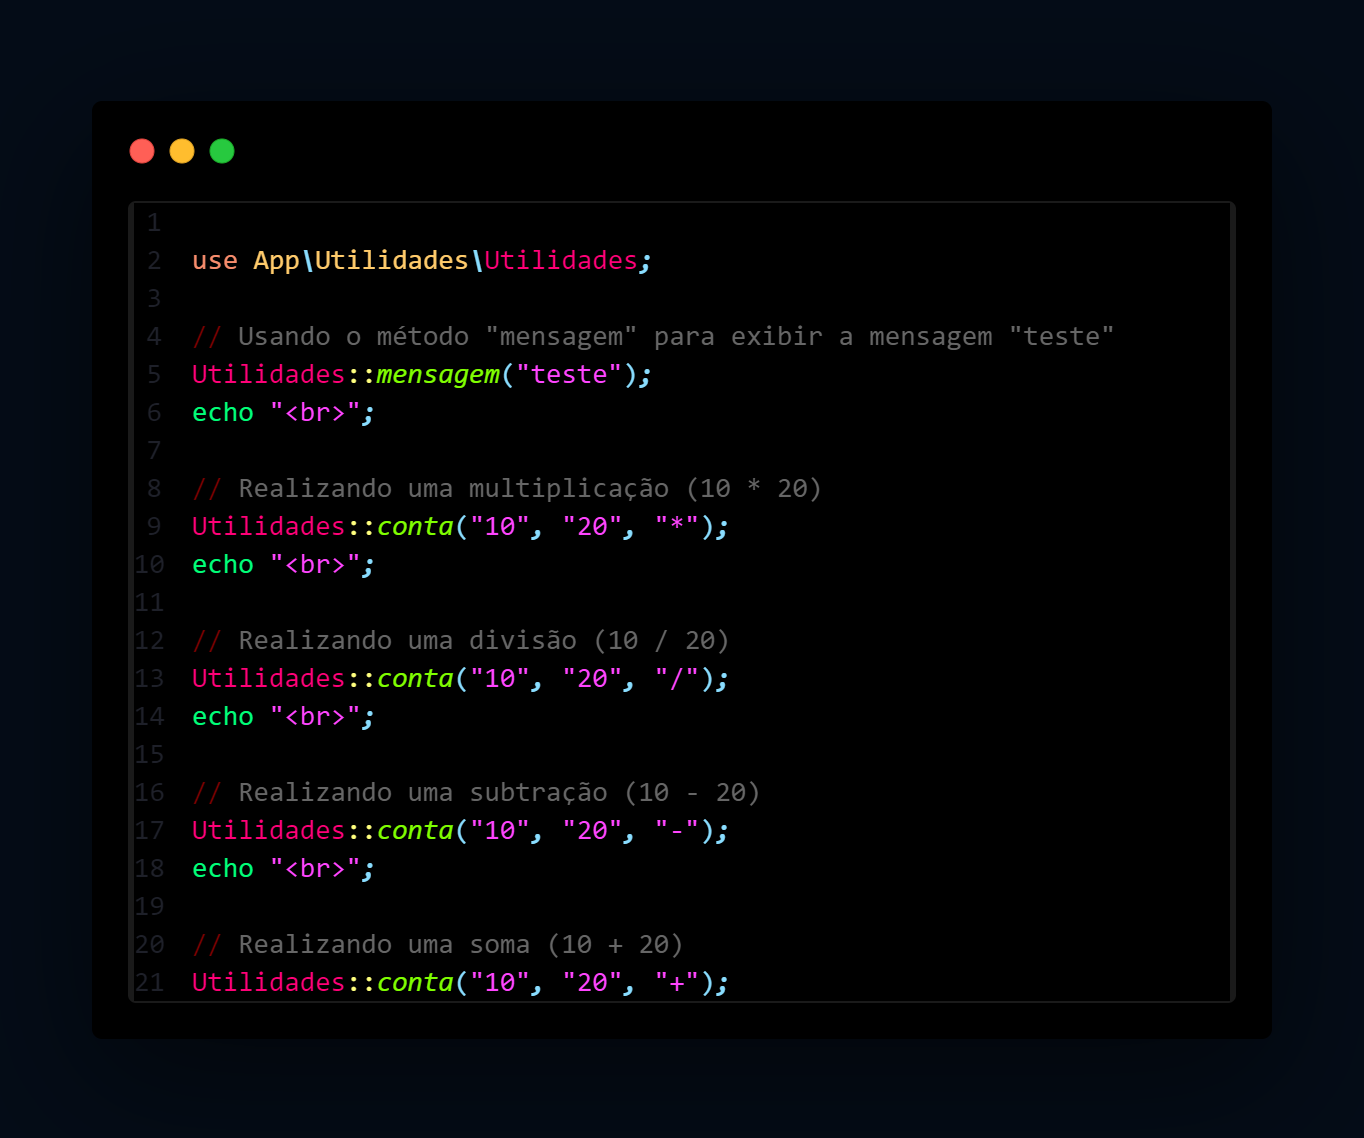 1
2 use App\Utilidades\Utilidades;
3
4 // Usando o método "mensagem" para exibir a mensagem "teste"
5 Utilidades::mensagem("teste");
6 echo "<br>";
7
8 // Realizando uma multiplicação (10 * 20)
9 Utilidades::conta("10", "20", "*");
10 echo "<br>";
11
12 // Realizando uma divisão (10 / 20)
13 Utilidades::conta("10", "20", "/");
14 echo "<br>";
15
16 // Realizando uma subtração (10 - 20)
17 Utilidades::conta("10", "20", "-");
18 echo "<br>";
19
20 // Realizando uma soma (10 + 20)
21 Utilidades::conta("10", "20", "+");